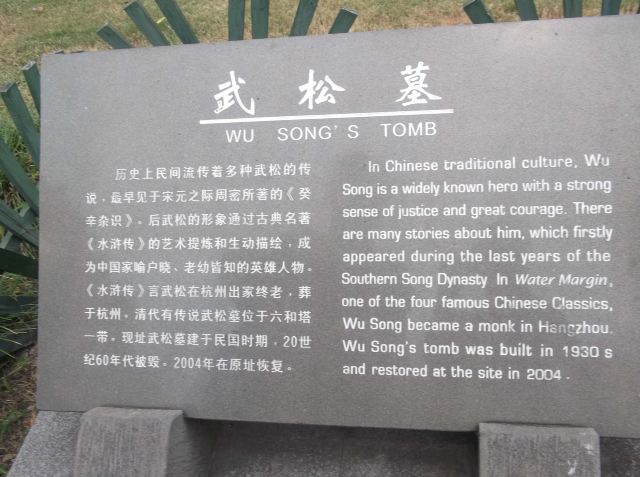 武松墓
WU SONG'S TOMB
历史上民间流传着多种武松的传
说，最早见于宋元之际周密所著的《癸
辛杂识》。后武松的形象通过古典名著
《水浒传》的艺术提炼和生动描绘，成
为中国家喻户晓、老幼皆知的英雄人物。
《水浒传》言武松在杭州出家终老，葬
于杭州。清代有传说武松墓位于六和塔
一带。现址武松墓建于民国时期，20世
纪60年代被毁。2004年在原址恢复。
In Chinese traditional culture, Wu
Song is a widely known hero with a strong
sense of justice and great courage. There
are many stories about him, which firstly
appeared during the last years of the
Southern Song Dynasty In Water Margin,
one of the four famous Chinese Classics,
Wu Song became a monk in Hangzhou.
Wu Song's tomb was built in 1930 s
and restored at the site in 2004 .